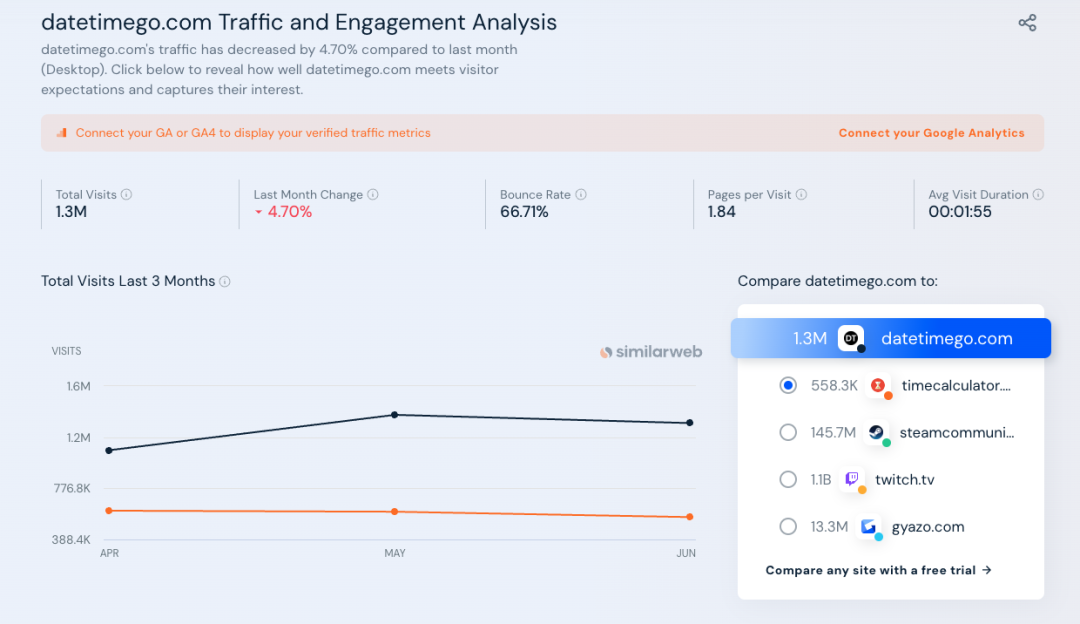 datetimego.com Traffic and Engagement Analysis
datetimego.com's traffic has decreased by 4.70% compared to last month
(Desktop). Click below to reveal how well datetimego.com meets visitor
expectations and captures their interest.
Connect your GA or GA4 to display your verified traffic metrics
Connect your Google Analytics
Total Visits
1.3M
Last Month Change
4.70%
Bounce Rate
66.71%
Pages per Visit
1.84
Avg Visit Duration
00:01:55
Total Visits Last 3 Months
VISITS
similarweb
1.6M
1.2M
776.8K
388.4K
APR
MAY
JUN
Compare datetimego.com to:
1.3M DT datetimego.com
558.3K timecalculator....
145.7M steamcommuni...
1.1B twitch.tv
13.3M gyazo.com
Compare any site with a free trial →